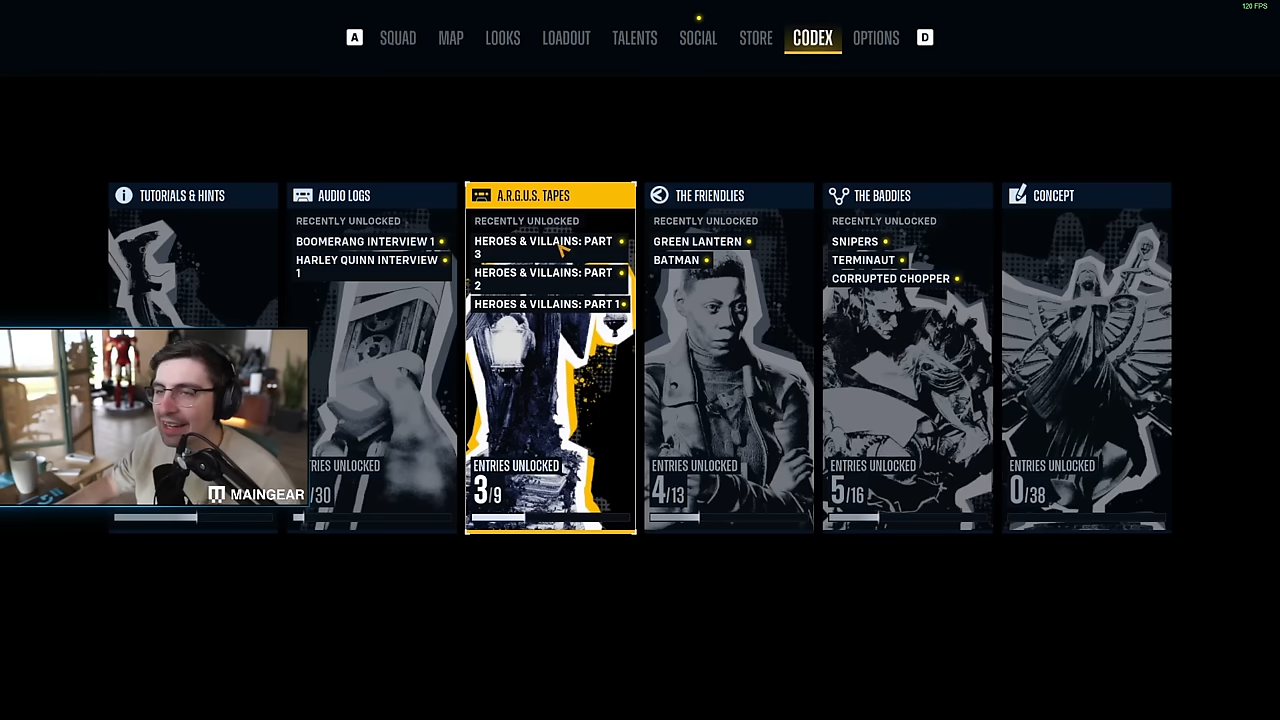 120 FPS
A SQUAD MAP LOOKS LOADOUT TALENTS SOCIAL STORE CODEX OPTIONS D
TUTORIALS & HINTS
AUDIO LOGS
RECENTLY UNLOCKED
BOOMERANG INTERVIEW 1
HARLEY QUINN INTERVIEW
1
RIES UNLOCKED
/30
A.R.G.U.S. TAPES
RECENTLY UNLOCKED
HEROES & VILLAINS: PART
3
HEROES & VILLAINS: PART
2
HEROES & VILLAINS: PART 1
ENTRIES UNLOCKED
3/9
THE FRIENDLIES
RECENTLY UNLOCKED
GREEN LANTERN
BATMAN
ENTRIES UNLOCKED
4/13
THE BADDIES
RECENTLY UNLOCKED
SNIPERS
TERMINAUT
CORRUPTED CHOPPER
ENTRIES UNLOCKED
5/16
CONCEPT
ENTRIES UNLOCKED
0/38
MAINGEAR